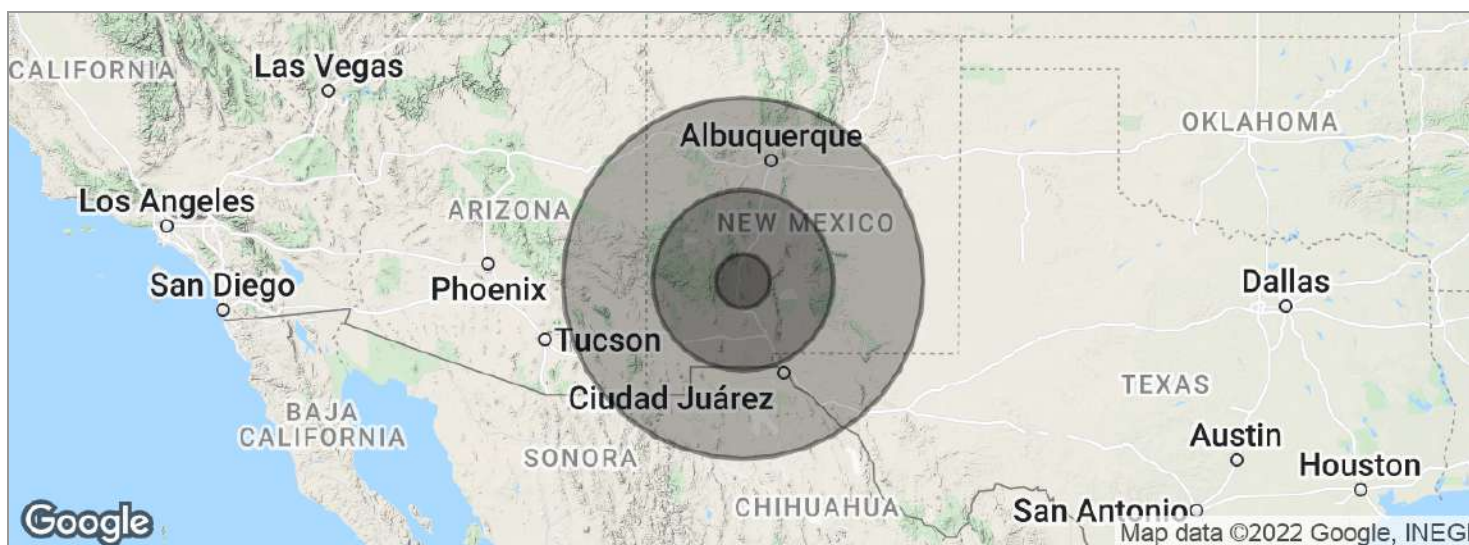 CALIFORNIA
Las Vegas
Albuquerque
OKLAHOMA
Los Angeles
ARIZONA
NEW MEXICO
San Diego
Phoenix
Dallas
Tucson
Ciudad Juárez
TEXAS
BAJA
CALIFORNIA
Austin
SONORA
Houston
CHIHUAHUA
San Antonio
Google
Map data ©2022 Google, INEGI